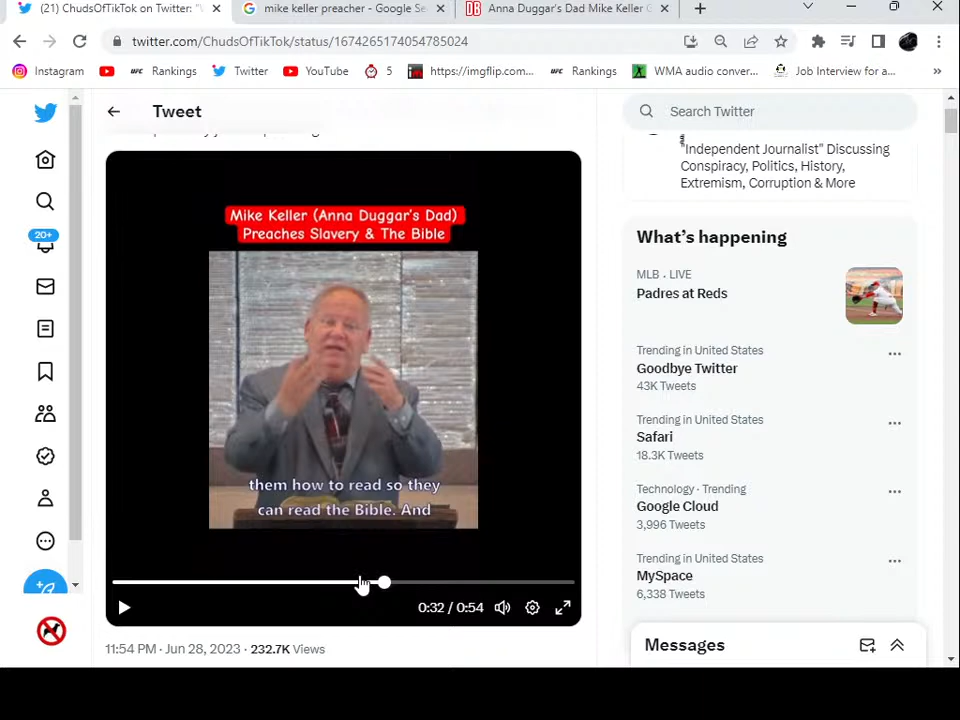 (21) ChudsOfTikTok on Twitter: "
mike keller preacher - Google Se
Anna Duggar's Dad Mike Keller
twitter.com/ChudsOfTikTok/status/1674265174054785024
Instagram
UFC Rankings
Twitter
YouTube
5
https://imgflip.com...
UFC Rankings
WMA audio conver...
Job Interview for a...
Tweet
Search Twitter
"Independent Journalist" Discussing
Conspiracy, Politics, History,
Extremism, Corruption & More
20+
Mike Keller (Anna Duggar's Dad)
Preaches Slavery & The Bible
them how to read so they
can read the Bible. And
0:32 / 0:54
11:54 PM · Jun 28, 2023 · 232.7K Views
What's happening
MLB · LIVE
Padres at Reds
Trending in United States
Goodbye Twitter
43K Tweets
Trending in United States
Safari
18.3K Tweets
Technology · Trending
Google Cloud
3,996 Tweets
Trending in United States
MySpace
6,338 Tweets
Messages